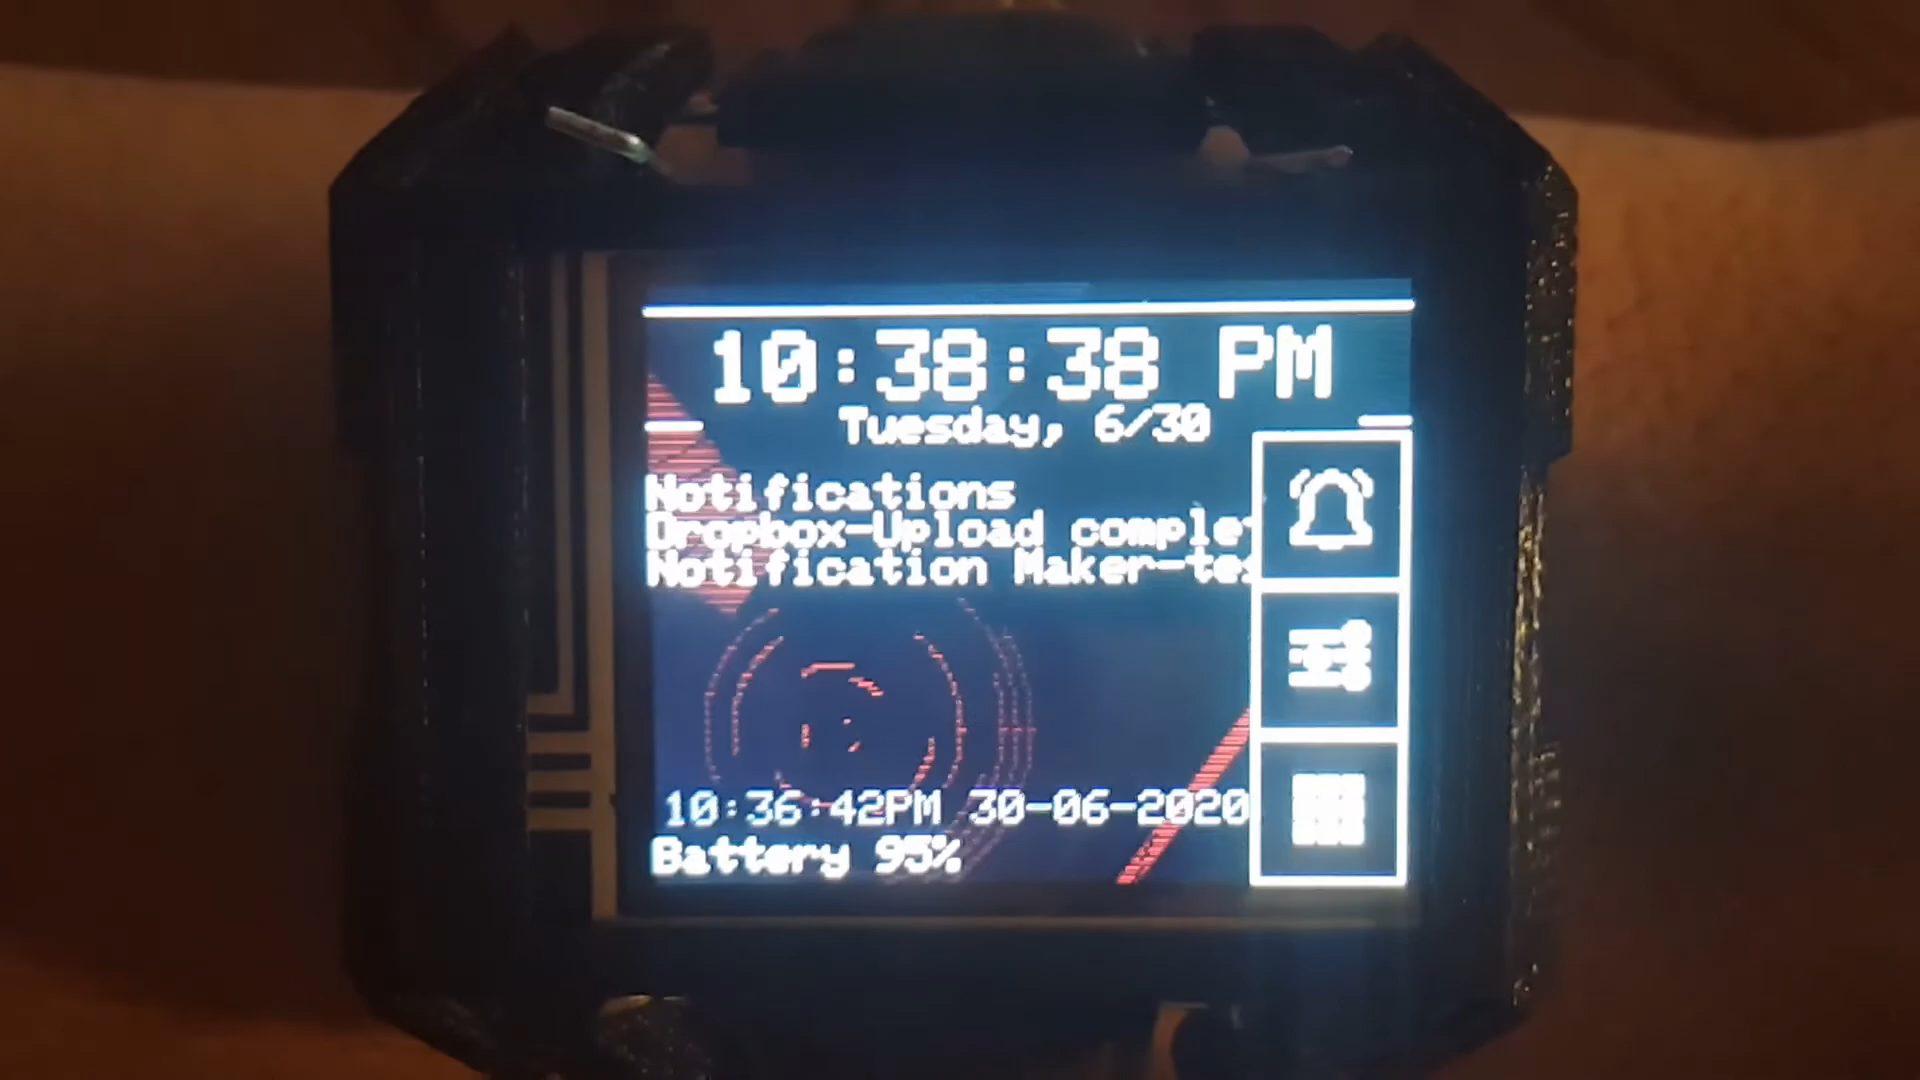 10:38:38 PM
Tuesday, 6/30
Notifications
Dropbox-Upload complet
Notification Maker-tes
10:36:42PM 30-06-2020
Battery 95%